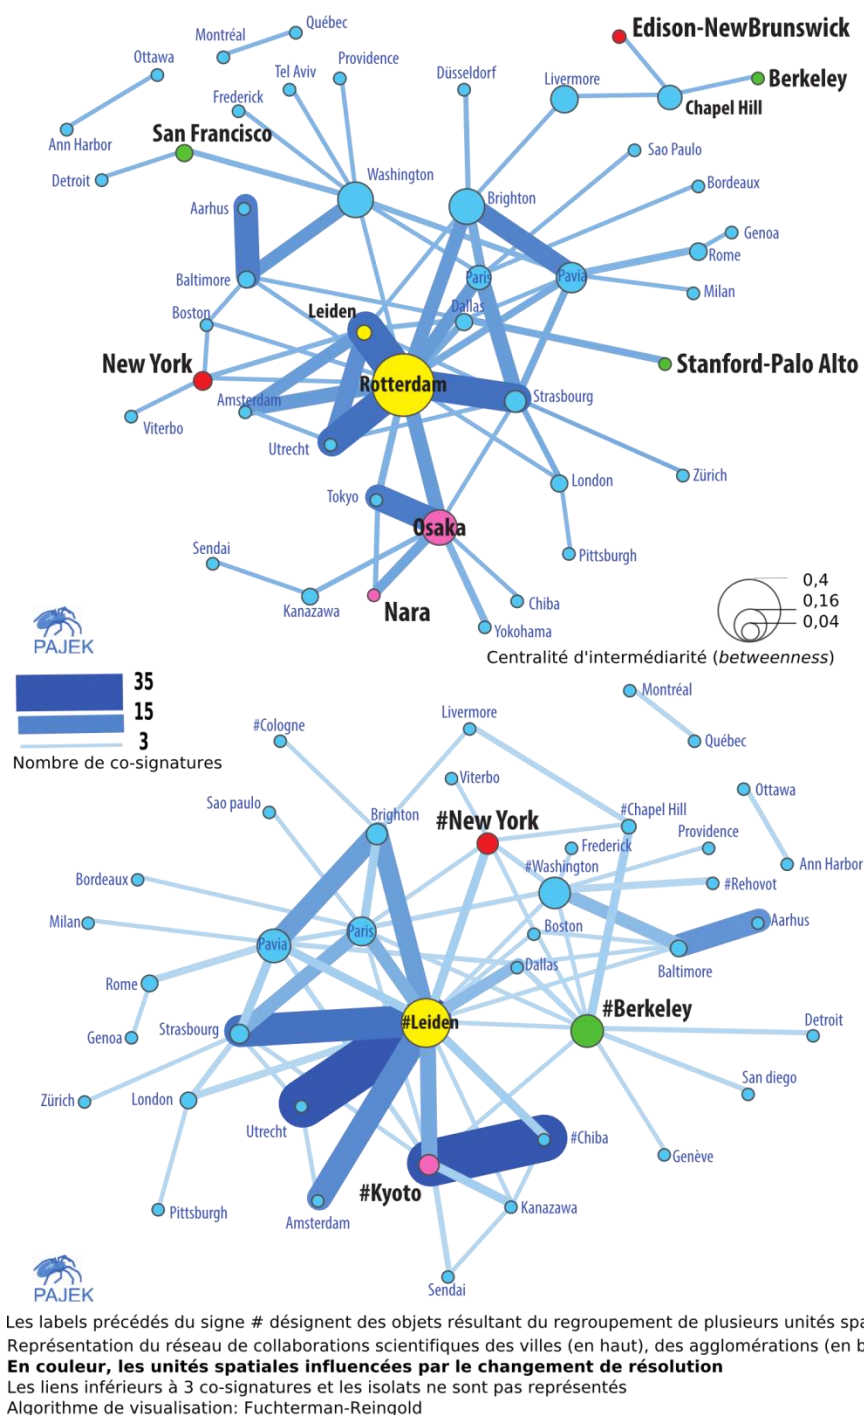 Québec
Montréal
Edison-NewBrunswick
Ottawa
Providence
Tel Aviv
Düsseldorf
Livermore
Berkeley
Frederick
Chapel Hill
San Francisco
Ann Harbor
Sao Paulo
Detroit
Washington
Bordeaux
Brighton
Aarhus
Genoa
Rome
Baltimore
Paris
Pavia
Milan
Dallas
Boston
Leiden
New York
Stanford-Palo Alto
Rotterdam
Amsterdam
Strasbourg
Viterbo
Utrecht
Zürich
London
Tokyo
Osaka
Sendai
Pittsburgh
Kanazawa
Nara
Chiba
Yokohama
0,4
0,16
0,04
PAJEK
Centralité d'intermédiarité (betweenness)
35
15
3
Nombre de co-signatures
Montréal
Livermore
#Cologne
Québec
Viterbo
Ottawa
Sao paulo
Brighton
#New York
#Chapel Hill
Frederick
Providence
#Washington
Ann Harbor
Bordeaux
#Rehovot
Milan
Paris
Boston
Aarhus
Pavia
Dallas
Baltimore
Rome
#Berkeley
Strasbourg
#Leiden
Detroit
Genoa
San diego
Zürich
London
Utrecht
#Chiba
Genève
#Kyoto
Pittsburgh
Amsterdam
Kanazawa
Sendai
PAJEK
Les labels précédés du signe # désignent des objets résultant du regroupement de plusieurs unités spa
Représentation du réseau de collaborations scientifiques des villes (en haut), des agglomérations (en b
En couleur, les unités spatiales influencées par le changement de résolution
Les liens inférieurs à 3 co-signatures et les isolats ne sont pas représentés
Algorithme de visualisation: Fuchterman-Reingold